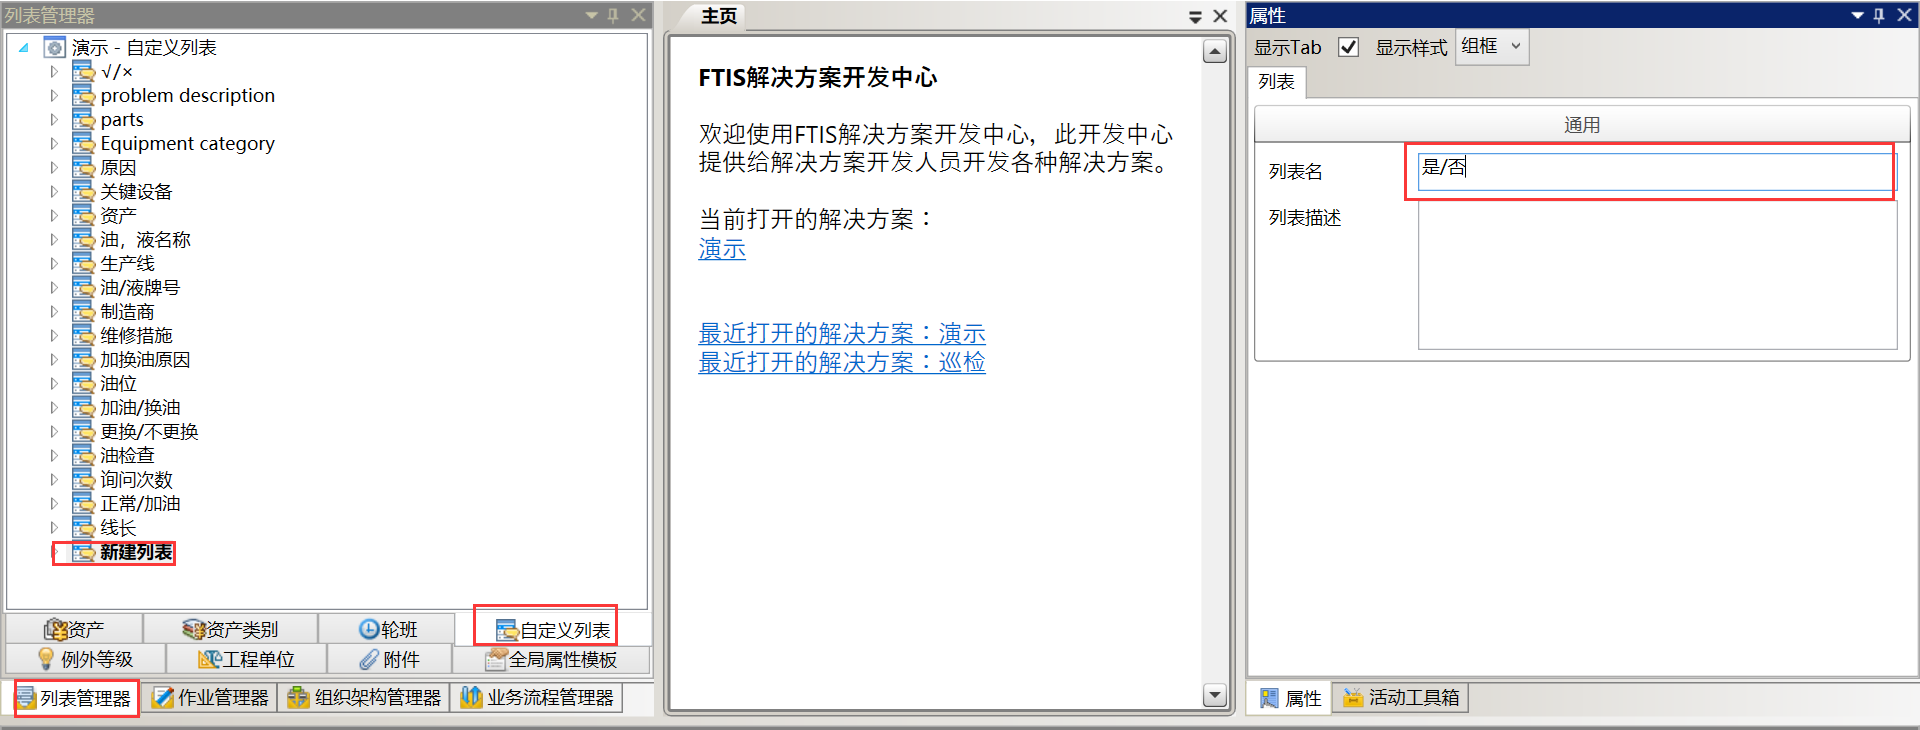 列表管理器
演示 - 自定义列表
√/×
problem description
parts
Equipment category
原因
关键设备
资产
油，液名称
生产线
油/液牌号
制造商
维修措施
加换油原因
油位
加油/换油
更换/不更换
油检查
询问次数
正常/加油
线长
新建列表
资产 资产类别 轮班 自定义列表
例外等级 工程单位 附件 全局属性模板
列表管理器 作业管理器 组织架构管理器 业务流程管理器
主页
FTIS解决方案开发中心
欢迎使用FTIS解决方案开发中心，此开发中心
提供给解决方案开发人员开发各种解决方案。
当前打开的解决方案：
演示
最近打开的解决方案：演示
最近打开的解决方案：巡检
属性
显示Tab 显示样式 组框
列表
通用
列表名 是/否
列表描述
属性 活动工具箱